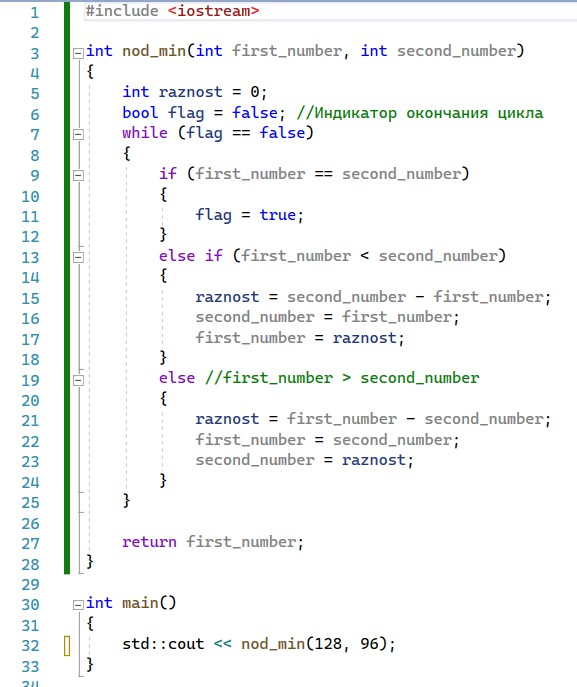 1 #include <iostream>
2
3 int nod_min(int first_number, int second_number)
4 {
5 int raznost = 0;
6 bool flag = false; //Индикатор окончания цикла
7 while (flag == false)
8 {
9 if (first_number == second_number)
10 {
11 flag = true;
12 }
13 else if (first_number < second_number)
14 {
15 raznost = second_number - first_number;
16 second_number = first_number;
17 first_number = raznost;
18 }
19 else //first_number > second_number
20 {
21 raznost = first_number - second_number;
22 first_number = second_number;
23 second_number = raznost;
24 }
25 }
26
27 return first_number;
28 }
29
30 int main()
31 {
32 std::cout << nod_min(128, 96);
33 }
34